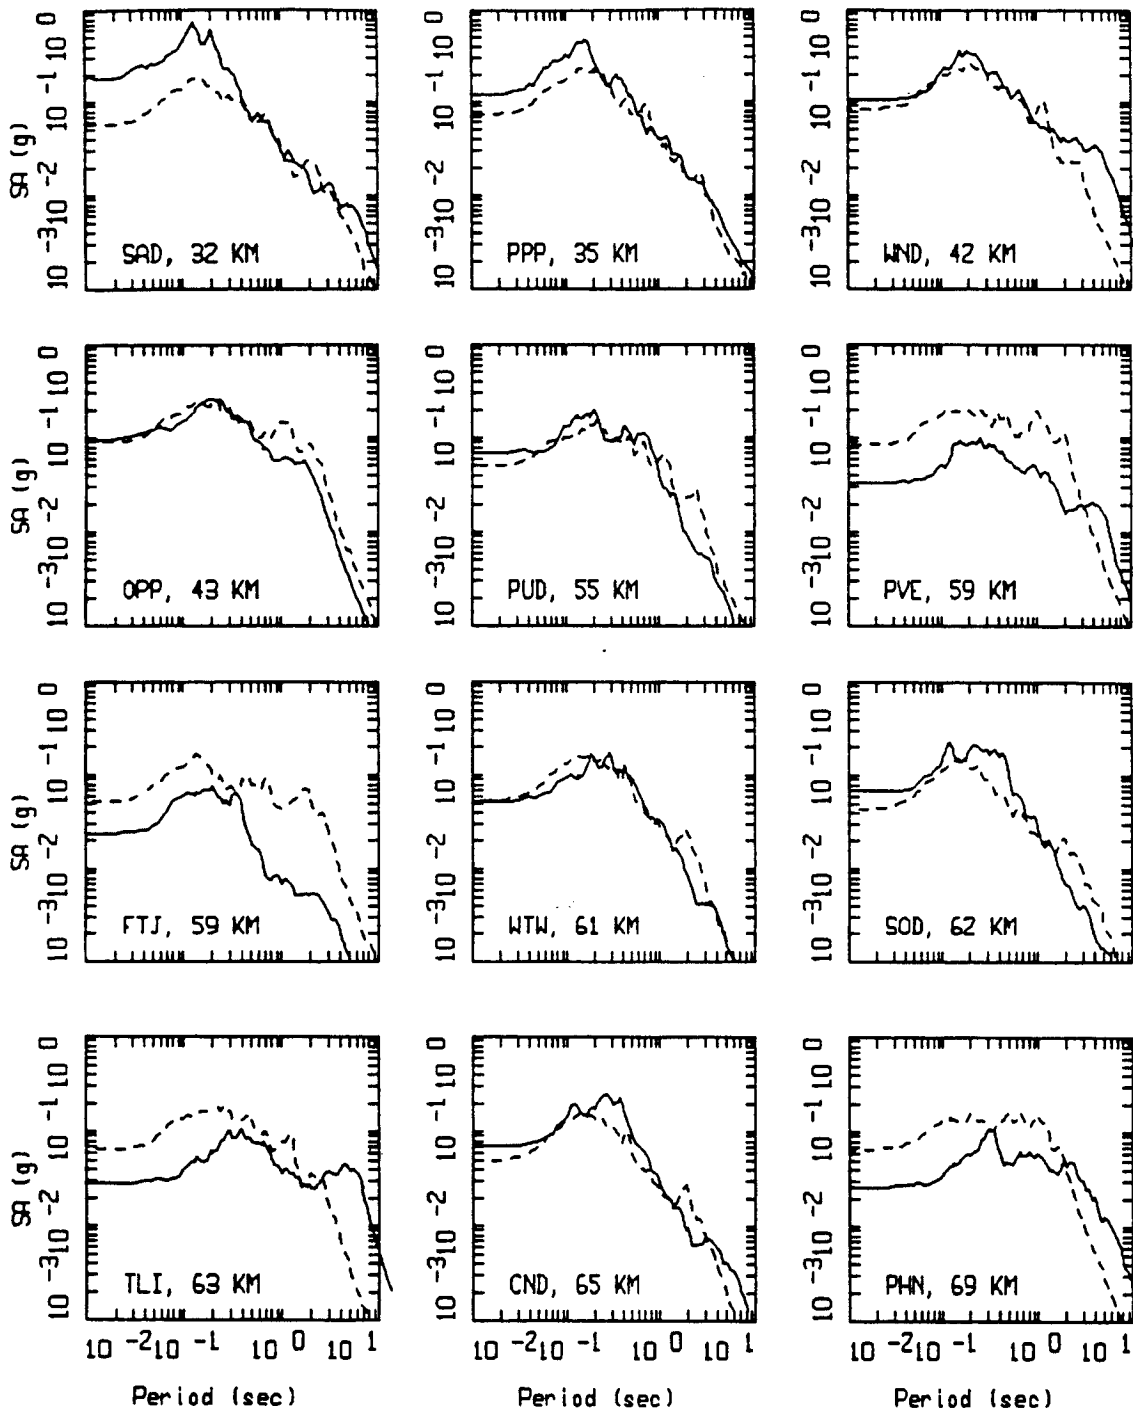 SA (g)
10 -3 10 -2 10 -1 10 0
SAD, 32 KM
10 -3 10 -2 10 -1 10 0
PPP, 35 KM
10 -3 10 -2 10 -1 10 0
WND, 42 KM
SA (g)
10 -3 10 -2 10 -1 10 0
OPP, 43 KM
10 -3 10 -2 10 -1 10 0
PUD, 55 KM
10 -3 10 -2 10 -1 10 0
PVE, 59 KM
SA (g)
10 -3 10 -2 10 -1 10 0
FTJ, 59 KM
10 -3 10 -2 10 -1 10 0
WTW, 61 KM
10 -3 10 -2 10 -1 10 0
SOD, 62 KM
SA (g)
10 -3 10 -2 10 -1 10 0
TLI, 63 KM
10 -3 10 -2 10 -1 10 0
CND, 65 KM
10 -3 10 -2 10 -1 10 0
PHN, 69 KM
10 -2 10 -1 10 0 10 1
10 -2 10 -1 10 0 10 1
10 -2 10 -1 10 0 10 1
Period (sec)
Period (sec)
Period (sec)